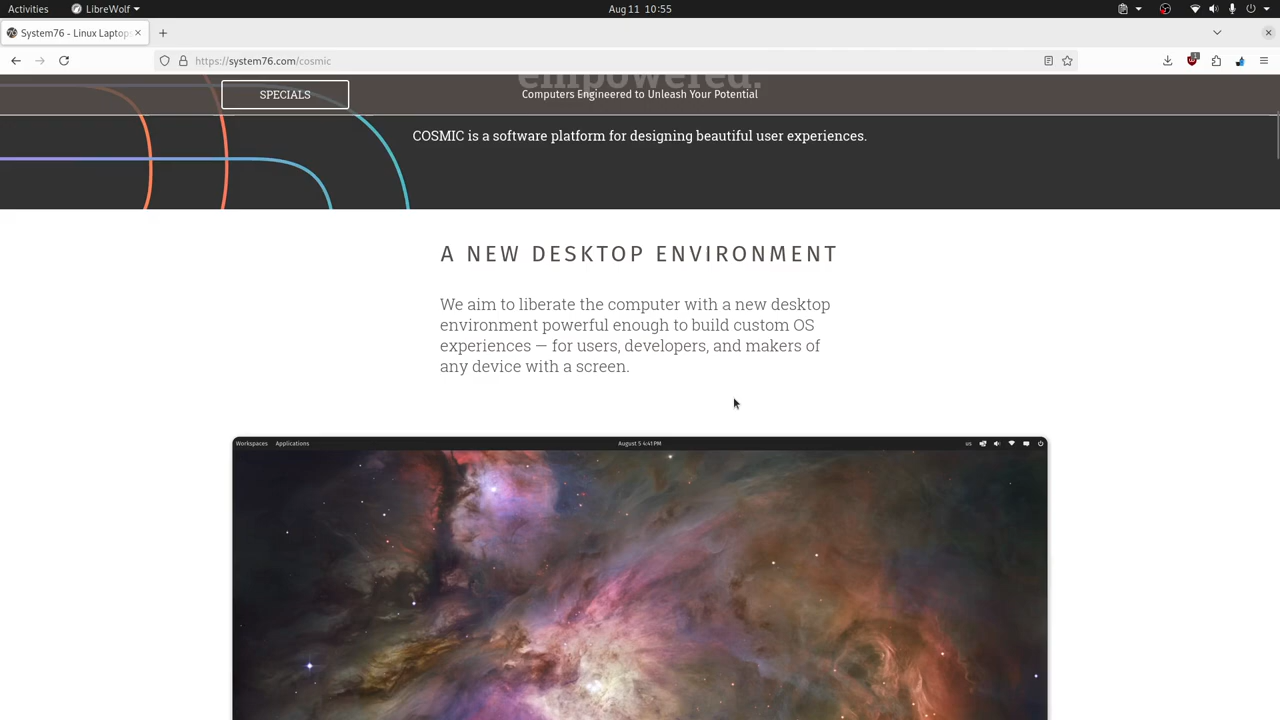 Activities
LibreWolf
Aug 11 10:55
System76 - Linux Laptops
https://system76.com/cosmic
1
empowered.
SPECIALS
Computers Engineered to Unleash Your Potential
COSMIC is a software platform for designing beautiful user experiences.
A NEW DESKTOP ENVIRONMENT
We aim to liberate the computer with a new desktop
environment powerful enough to build custom OS
experiences — for users, developers, and makers of
any device with a screen.
Workspaces
Applications
August 5 4:41 PM
us